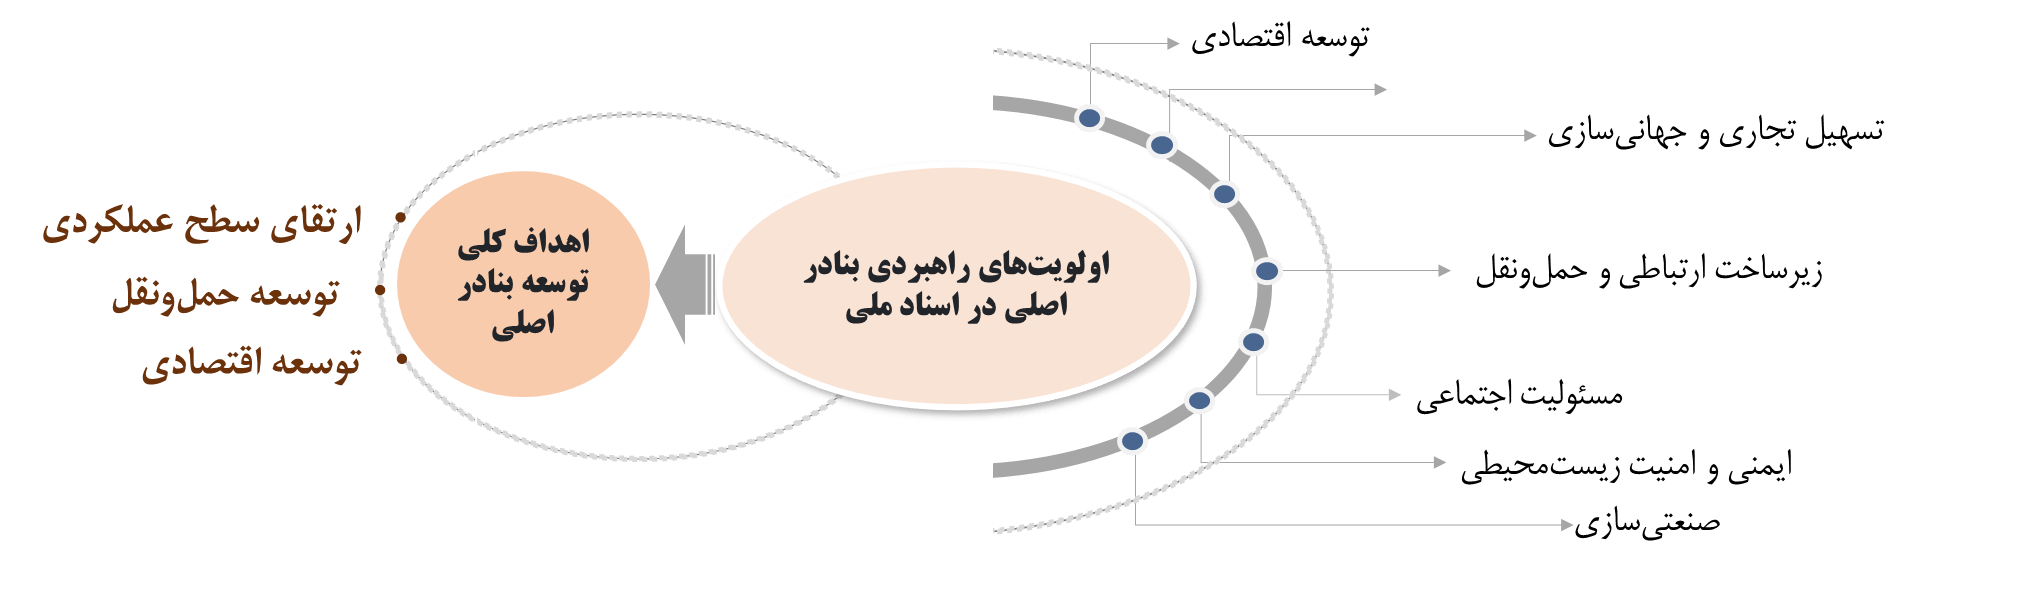 توسعه اقتصادی
تسهیل تجاری و جهانی‌سازی
زیرساخت ارتباطی و حمل‌ونقل
مسئولیت اجتماعی
ایمنی و امنیت زیست‌محیطی
صنعتی‌سازی
اولویت‌های راهبردی بنادر
اصلی در اسناد ملی
اهداف کلی
توسعه بنادر
اصلی
ارتقای سطح عملکردی
توسعه حمل‌ونقل
توسعه اقتصادی